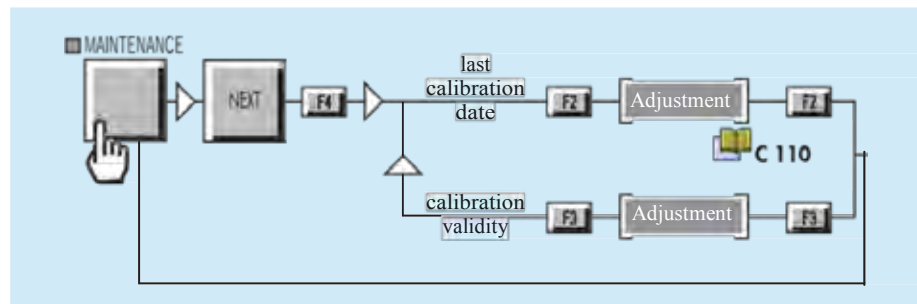 MAINTENANCE
NEXT
F4
last
calibration
date
F2
Adjustment
F2
C 110
calibration
validity
F3
Adjustment
F3